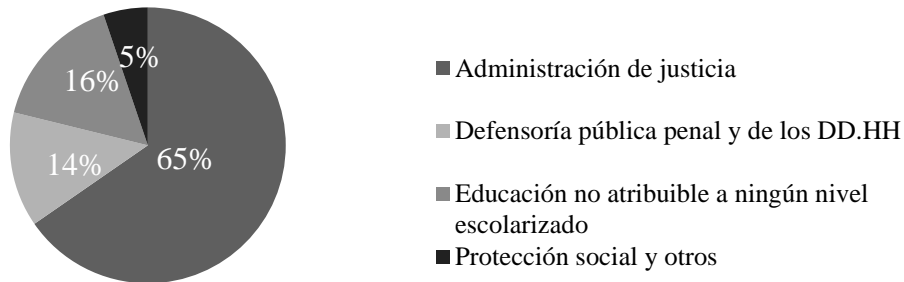 5%
16%
14%
65%
Administración de justicia
Defensoría pública penal y de los DD.HH
Educación no atribuible a ningún nivel
escolarizado
Protección social y otros